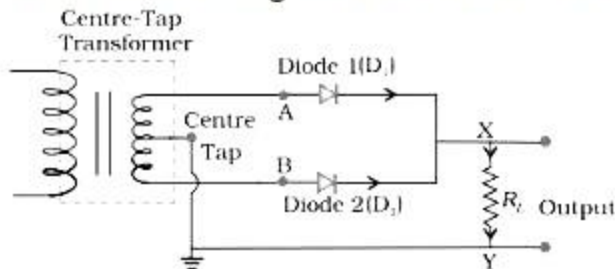 Centre-Tap
Transformer
Diode 1(D₁)
A
Centre
Tap
X
B
Diode 2(D₂)
Rₗ Output
Y